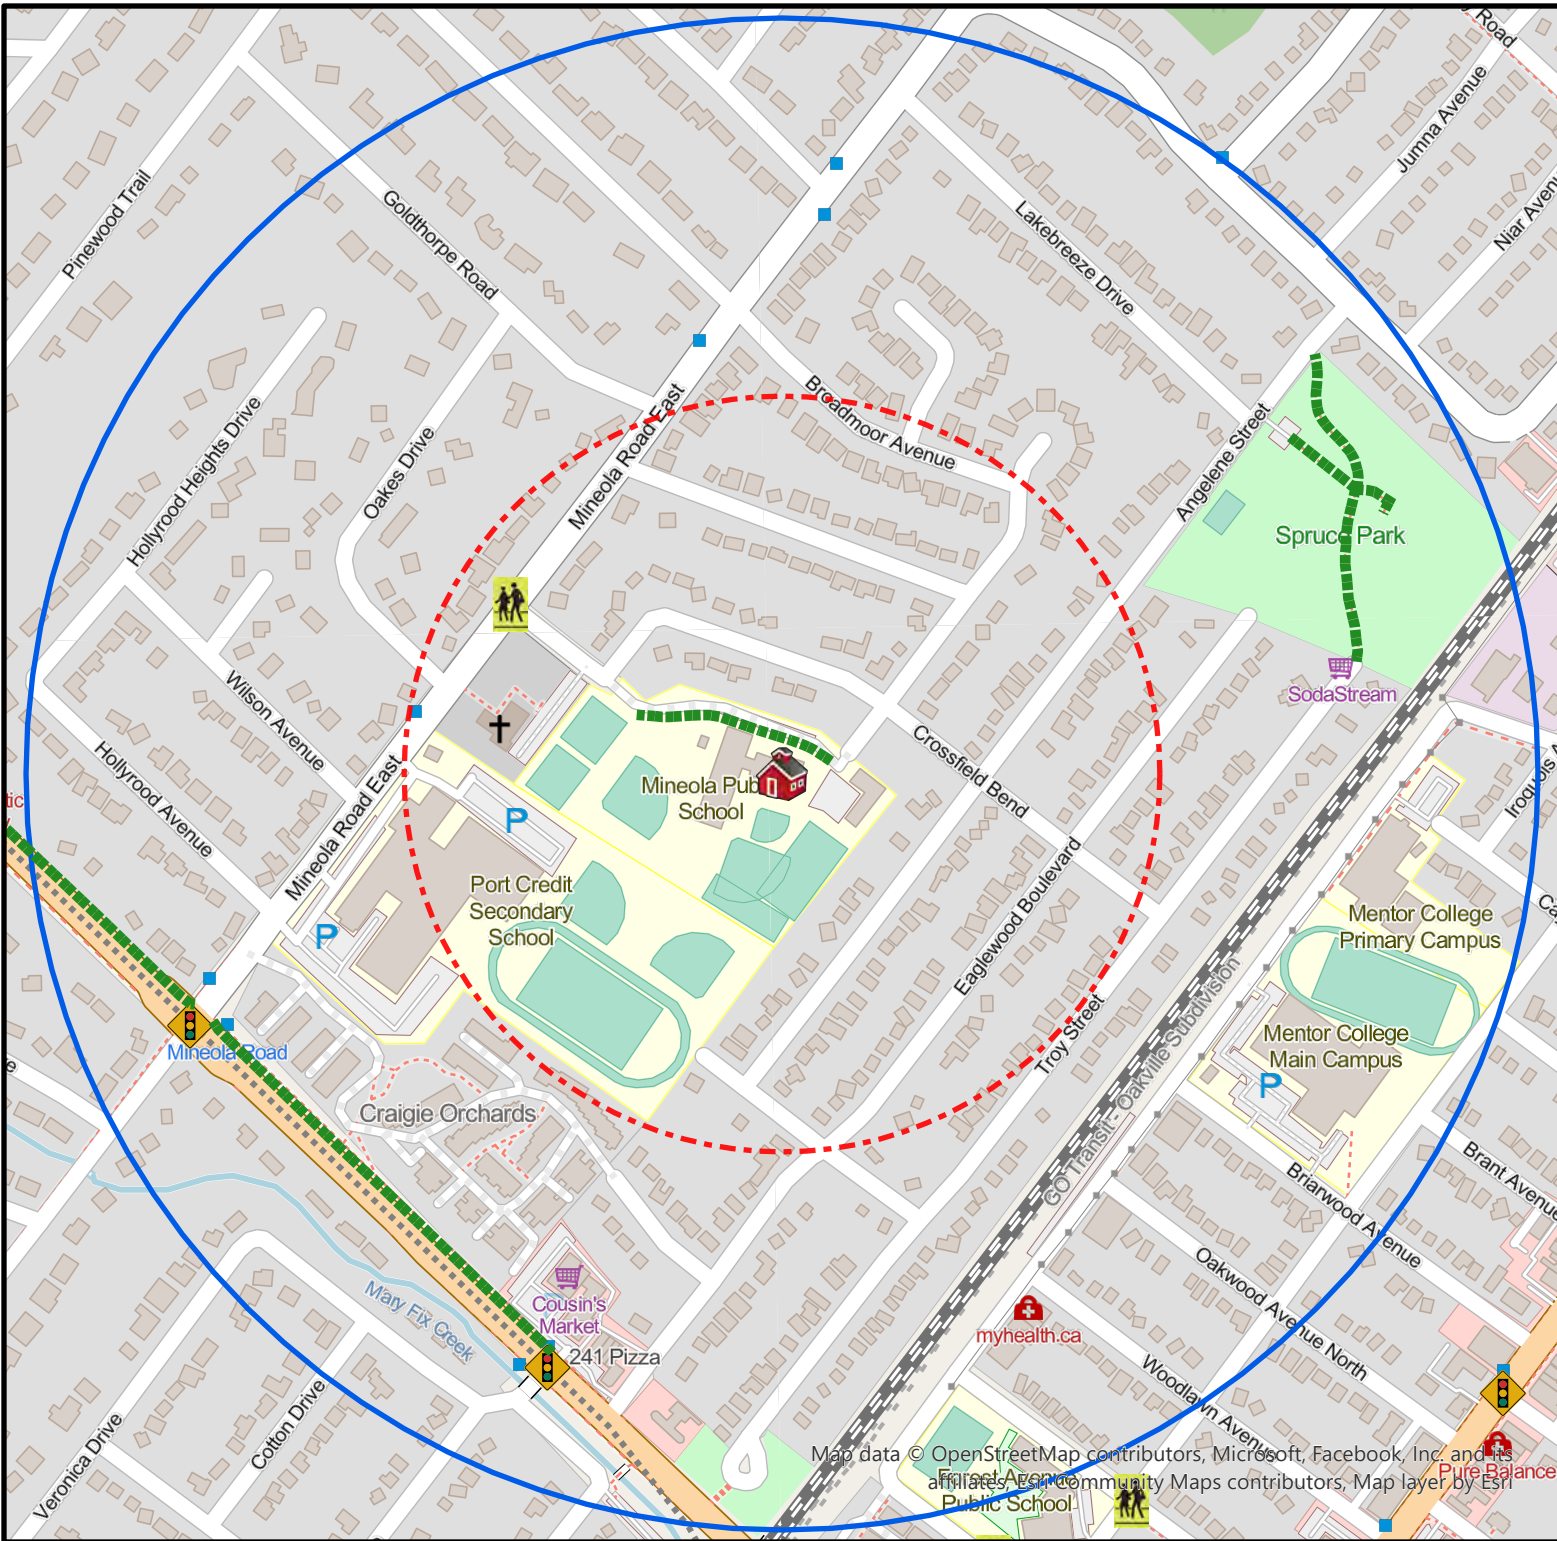 Road
Jumna Avenue
Pinewood Trail
Goldthorpe Road
Lakebreeze Drive
Niar Avenu
Mineola Road East
Broadmoor Avenue
Hollyrood Heights Drive
Oakes Drive
Angelene Street
Spruce Park
SodaStream
Wilson Avenue
Hollyrood Avenue
tic
Mineola Road East
P
Mineola Pub
School
Crossfield Bend
Iroquois A
Port Credit
Secondary
School
P
Eaglewood Boulevard
Mentor College
Primary Campus
Ca
Mineola Road
Troy Street
GO Transit - Oakville Subdivision
Mentor College
Main Campus
P
e
Craigie Orchards
Briarwood Avenue
Brant Avenue
Mary Fix Creek
Cousin's
Market
241 Pizza
myhealth.ca
Oakwood Avenue North
Woodlawn Avenue
Cotton Drive
Veronica Drive
Map data © OpenStreetMap contributors, Microsoft, Facebook, Inc. and its
affiliates, Esri Community Maps contributors, Map layer by Esri
Forest Avenue
Public School
Pure Balance